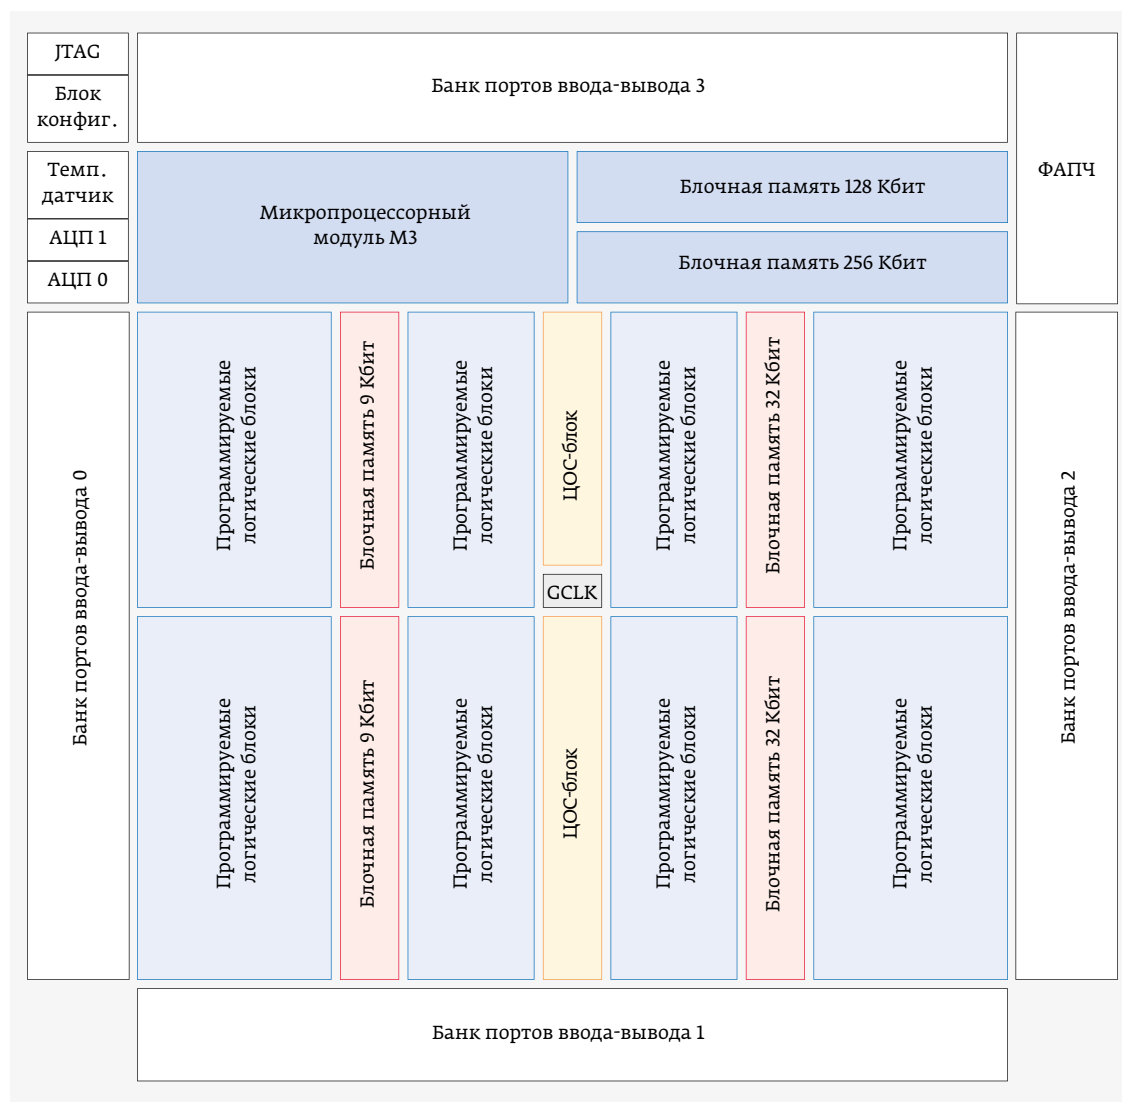 JTAG
Банк портов ввода-вывода 3
ФАПЧ
Блок
конфиг.
Темп.
датчик
АЦП 1
АЦП 0
Микропроцессорный
модуль М3
Блочная память 128 Кбит
Блочная память 256 Кбит
Банк портов ввода-вывода 0
Программируемые
логические блоки
Блочная память 9 Кбит
Программируемые
логические блоки
ЦОС-блок
GCLK
Программируемые
логические блоки
Блочная память 32 Кбит
Программируемые
логические блоки
Банк портов ввода-вывода 2
Программируемые
логические блоки
Блочная память 9 Кбит
Программируемые
логические блоки
ЦОС-блок
Программируемые
логические блоки
Блочная память 32 Кбит
Программируемые
логические блоки
Банк портов ввода-вывода 1